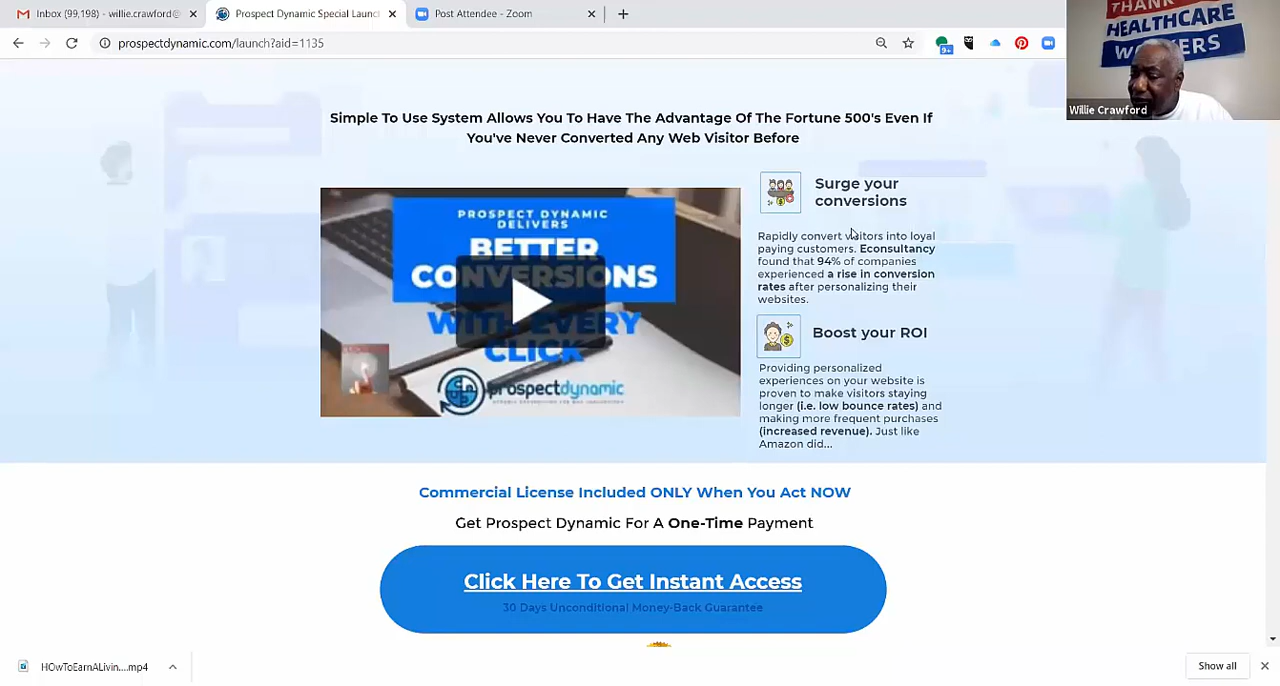 Inbox (99,198) - willie.crawford@
Prospect Dynamic Special Launch
Post Attendee - Zoom
prospectdynamic.com/launch?aid=1135
9+
THANK
HEALTHCARE
WORKERS
Willie Crawford
Simple To Use System Allows You To Have The Advantage Of The Fortune 500's Even If
You've Never Converted Any Web Visitor Before
PROSPECT DYNAMIC
DELIVERS
BETTER
CONVERSIONS
WITH EVERY
CLICK
prospectdynamic
Surge your
conversions
Rapidly convert visitors into loyal
paying customers. Econsultancy
found that 94% of companies
experienced a rise in conversion
rates after personalizing their
websites.
Boost your ROI
Providing personalized
experiences on your website is
proven to make visitors staying
longer (i.e. low bounce rates) and
making more frequent purchases
(increased revenue). Just like
Amazon did...
Commercial License Included ONLY When You Act NOW
Get Prospect Dynamic For A One-Time Payment
Click Here To Get Instant Access
30 Days Unconditional Money-Back Guarantee
HOwToEarnALivin....mp4
Show all